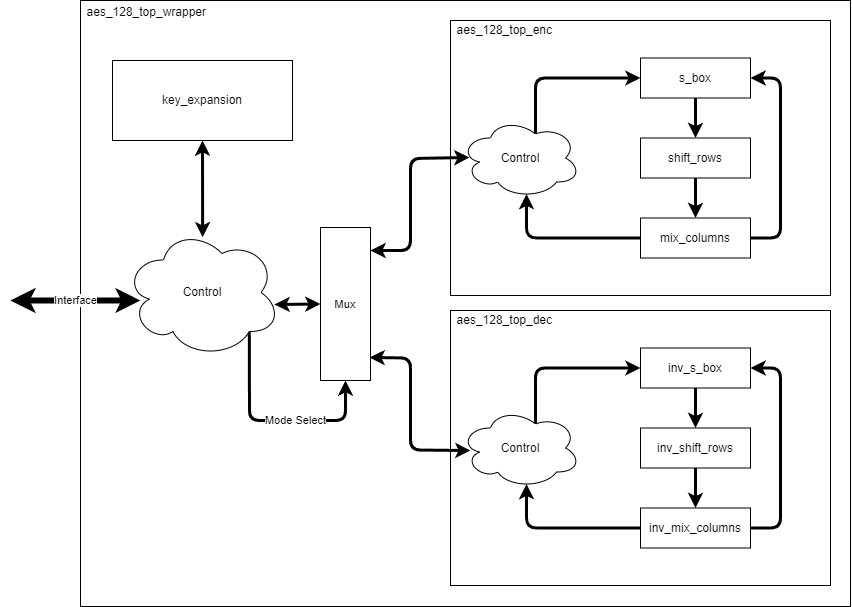 aes_128_top_wrapper
key_expansion
Control
Interface
Mode Select
Mux
aes_128_top_enc
Control
s_box
shift_rows
mix_columns
aes_128_top_dec
Control
inv_s_box
inv_shift_rows
inv_mix_columns